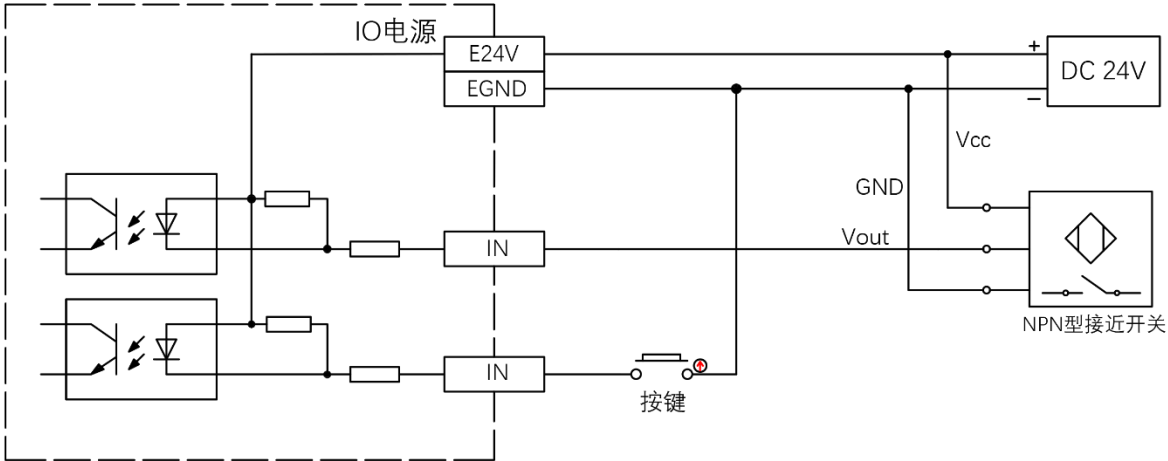 IO电源
E24V
EGND
+
DC 24V
−
Vcc
GND
Vout
IN
NPN型接近开关
IN
按键